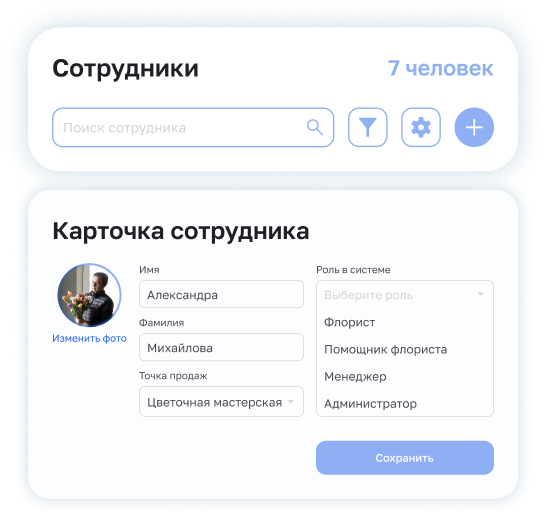 Сотрудники
7 человек
Поиск сотрудника
Карточка сотрудника
Изменить фото
Имя
Александра
Фамилия
Михайлова
Точка продаж
Цветочная мастерская
Роль в системе
Выберите роль
Флорист
Помощник флориста
Менеджер
Администратор
Сохранить